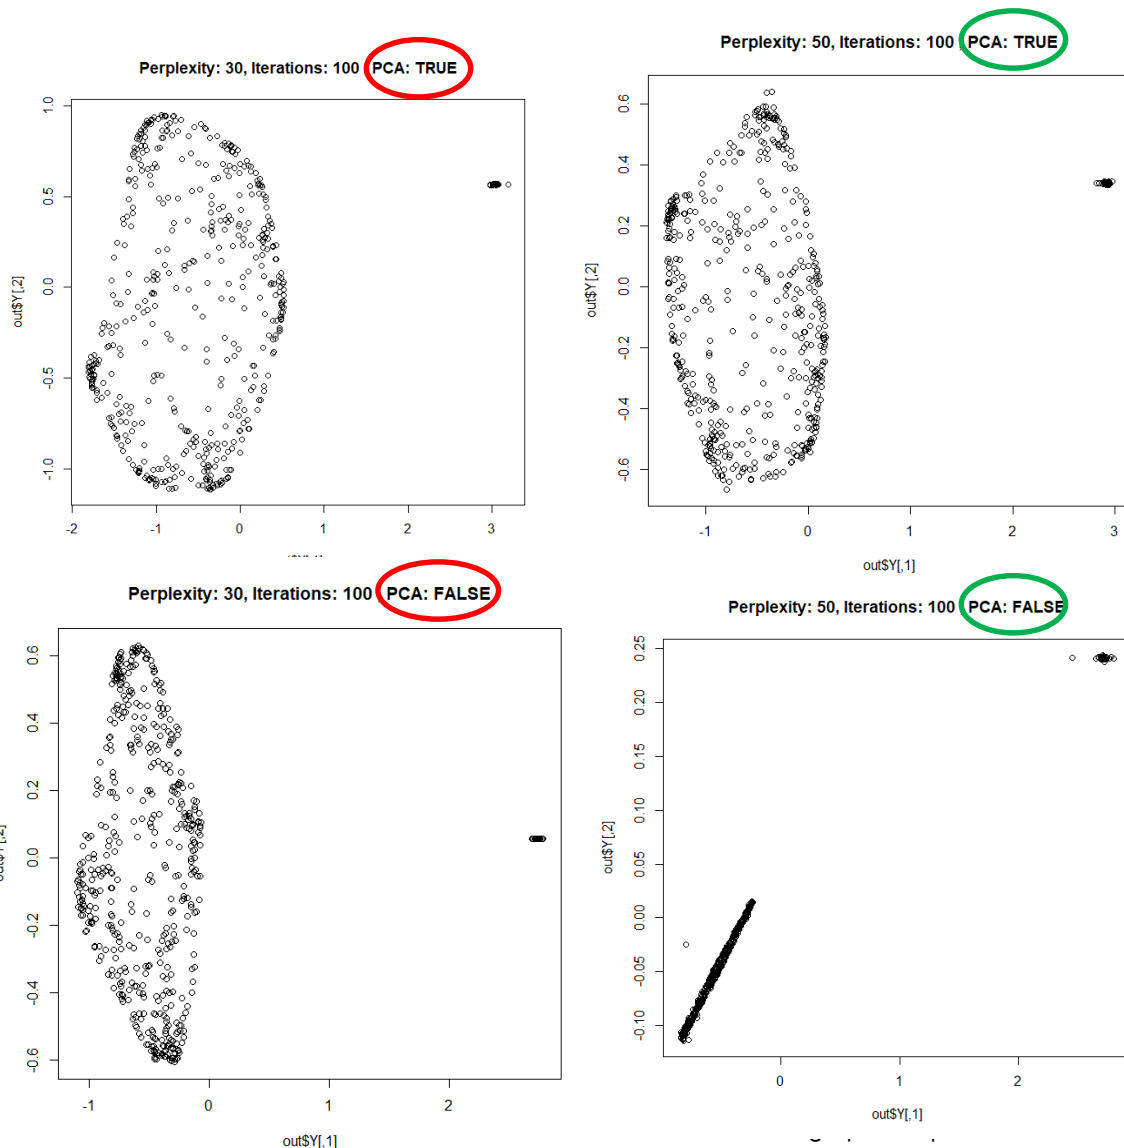 Perplexity: 30, Iterations: 100 PCA: TRUE
1.0
0.5
0.0
-0.5
-1.0
out$Y[,2]
-2 -1 0 1 2 3
Perplexity: 50, Iterations: 100 PCA: TRUE
0.6
0.4
0.2
0.0
-0.2
-0.4
-0.6
out$Y[,2]
-1 0 1 2 3
out$Y[,1]
Perplexity: 30, Iterations: 100 PCA: FALSE
0.6
0.4
0.2
0.0
-0.2
-0.4
-0.6
-1 0 1 2
out$Y[,1]
Perplexity: 50, Iterations: 100 PCA: FALSE
0.25
0.20
0.15
0.10
0.05
0.00
-0.05
-0.10
out$Y[,2]
0 1 2
out$Y[,1]